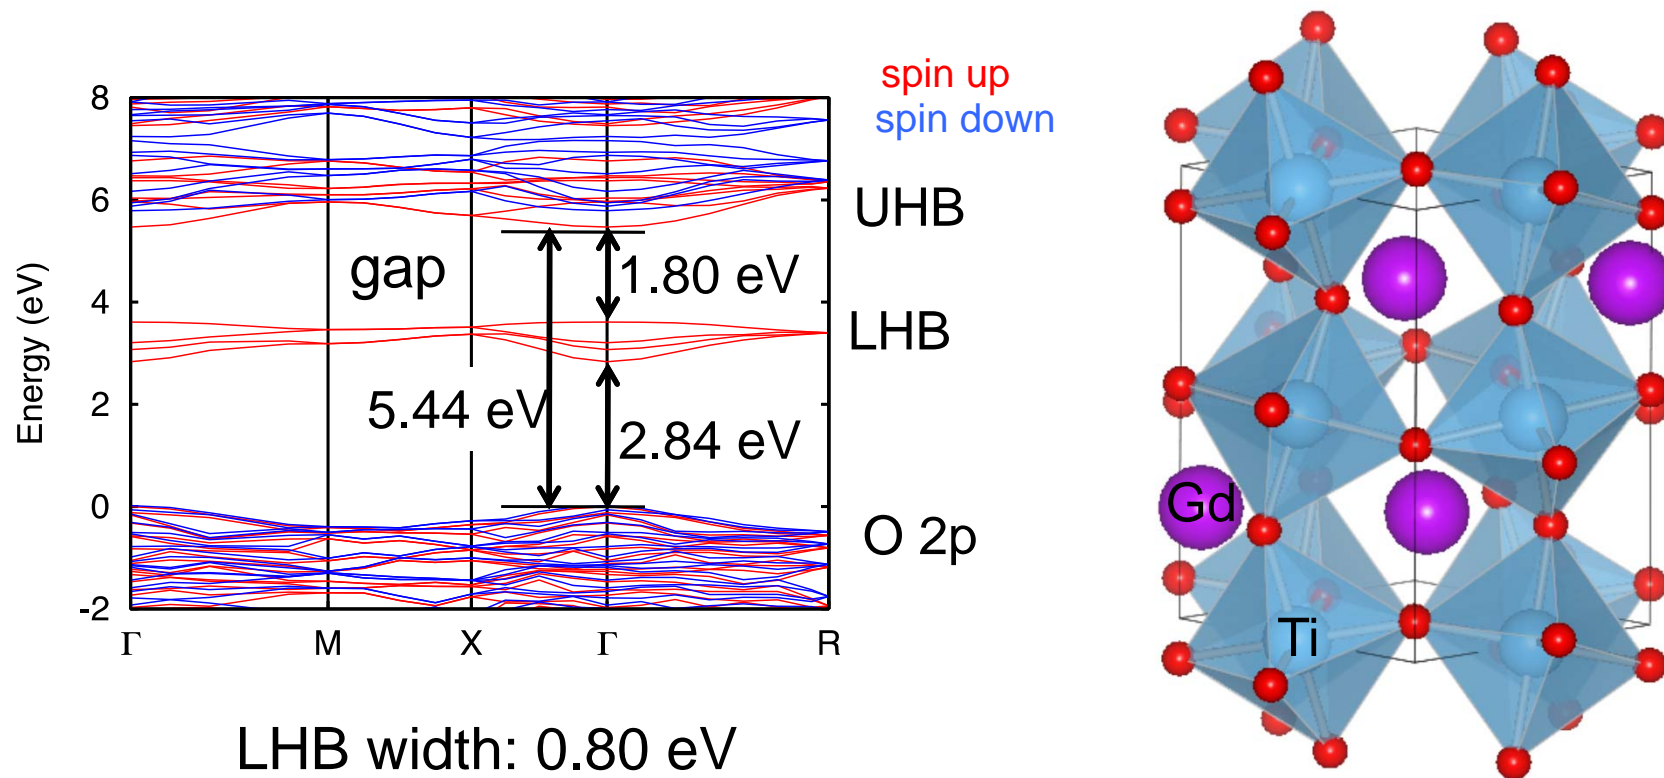 spin up
spin down
8
6
4
2
0
-2
Energy (eV)
Γ M X Γ R
gap
1.80 eV
5.44 eV
2.84 eV
UHB
LHB
O 2p
LHB width: 0.80 eV
Gd
Ti